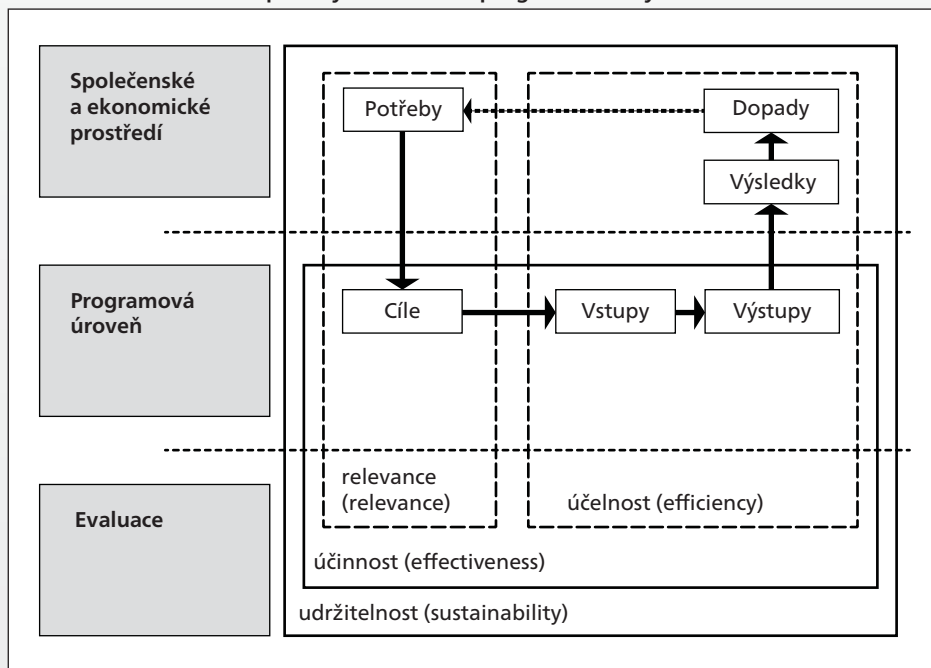 Společenské
a ekonomické
prostředí
Potřeby
Dopady
Výsledky
Programová
úroveň
Cíle
Vstupy
Výstupy
Evaluace
relevance
(relevance)
účelnost (efficiency)
účinnost (effectiveness)
udržitelnost (sustainability)